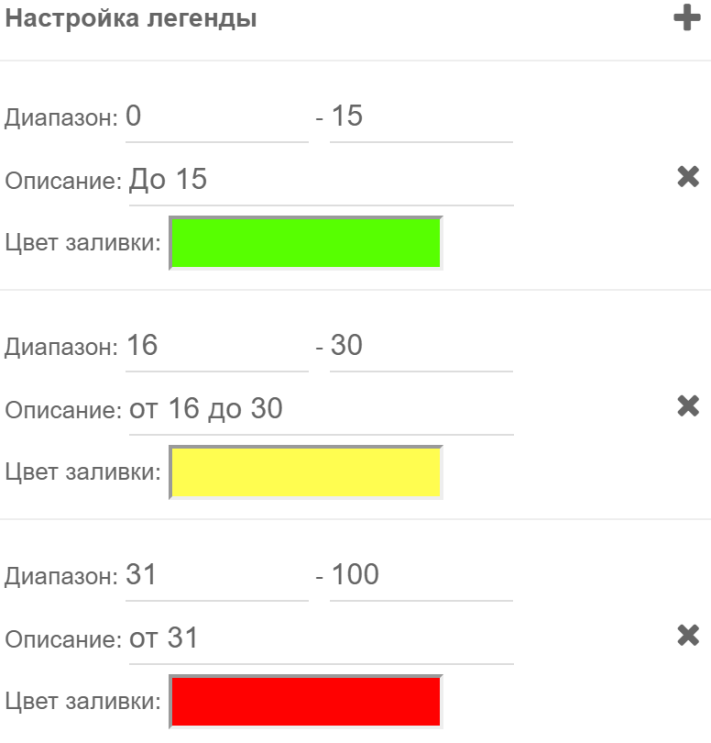 Настройка легенды
Диапазон: 0 - 15
Описание: До 15
Цвет заливки:
Диапазон: 16 - 30
Описание: от 16 до 30
Цвет заливки:
Диапазон: 31 - 100
Описание: от 31
Цвет заливки: